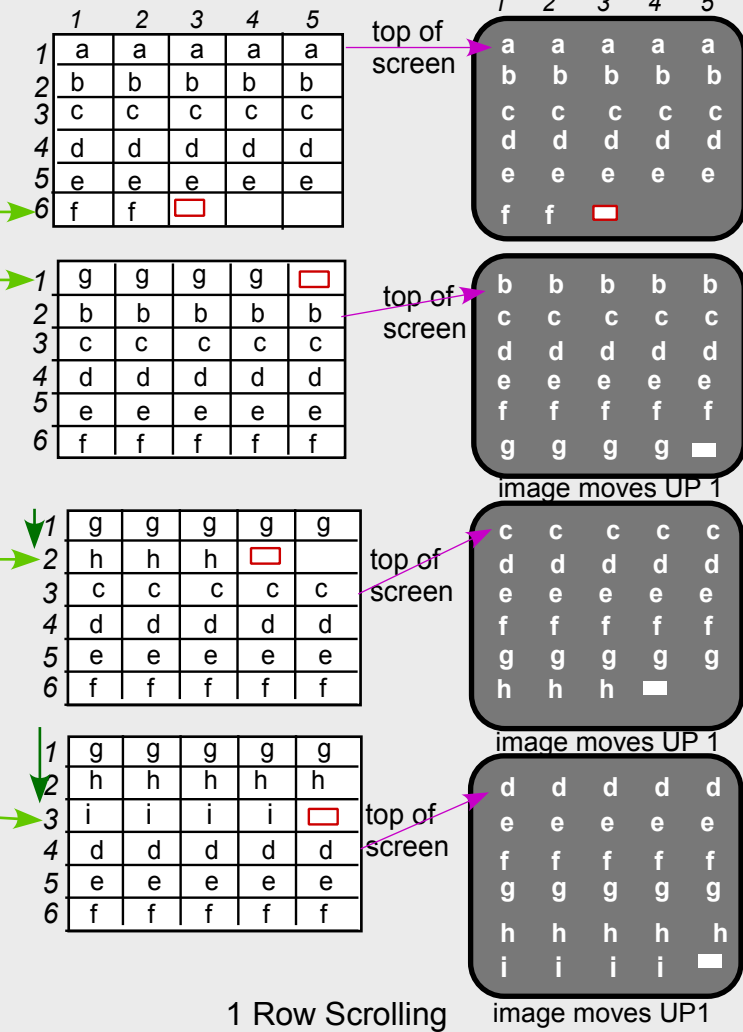 1 2 3 4 5
1 a a a a a
2 b b b b b
3 c c c c c
4 d d d d d
5 e e e e e
6 f f
top of
screen
1 2 3 4 5
a a a a a
b b b b b
c c c c c
d d d d d
e e e e e
f f
1 g g g g
2 b b b b b
3 c c c c c
4 d d d d d
5 e e e e e
6 f f f f f
top of
screen
b b b b b
c c c c c
d d d d d
e e e e e
f f f f f
g g g g
image moves UP 1
1 g g g g g
2 h h h
3 c c c c c
4 d d d d d
5 e e e e e
6 f f f f f
top of
screen
c c c c c
d d d d d
e e e e e
f f f f f
g g g g g
h h h
image moves UP 1
1 g g g g g
2 h h h h h
3 i i i i
4 d d d d d
5 e e e e e
6 f f f f f
top of
screen
d d d d d
e e e e e
f f f f f
g g g g g
h h h h h
i i i i
1 Row Scrolling
image moves UP1